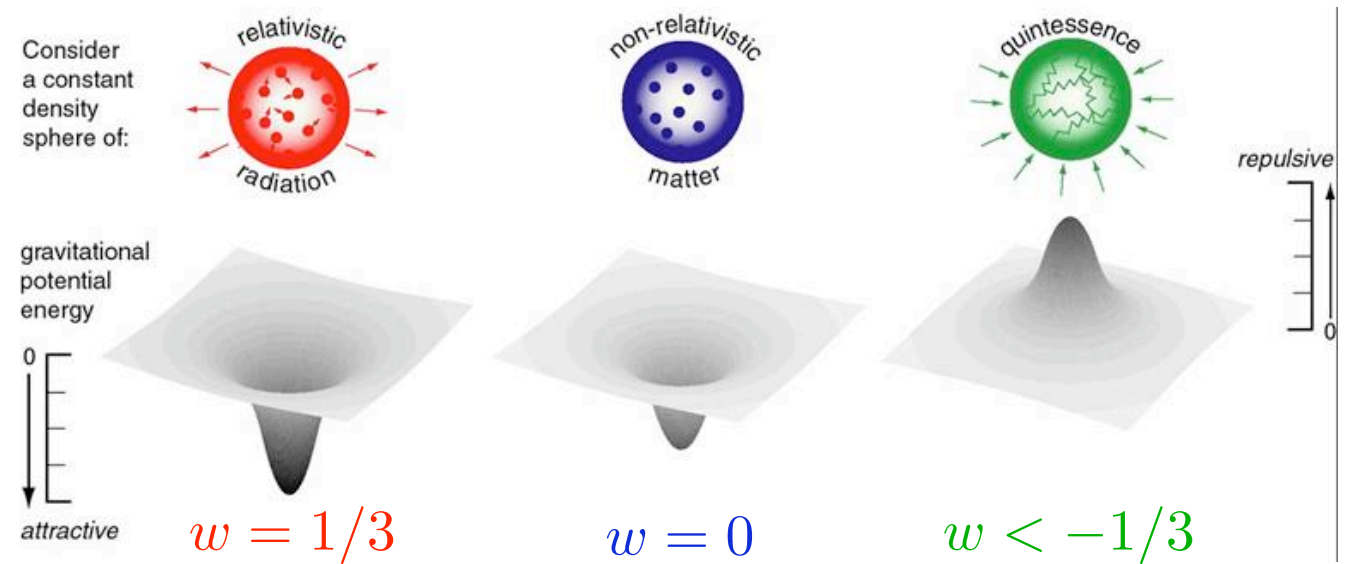 Consider
a constant
density
sphere of:
relativistic
radiation
non-relativistic
matter
quintessence
repulsive
0
gravitational
potential
energy
0
attractive
w = 1/3
w = 0
w < −1/3